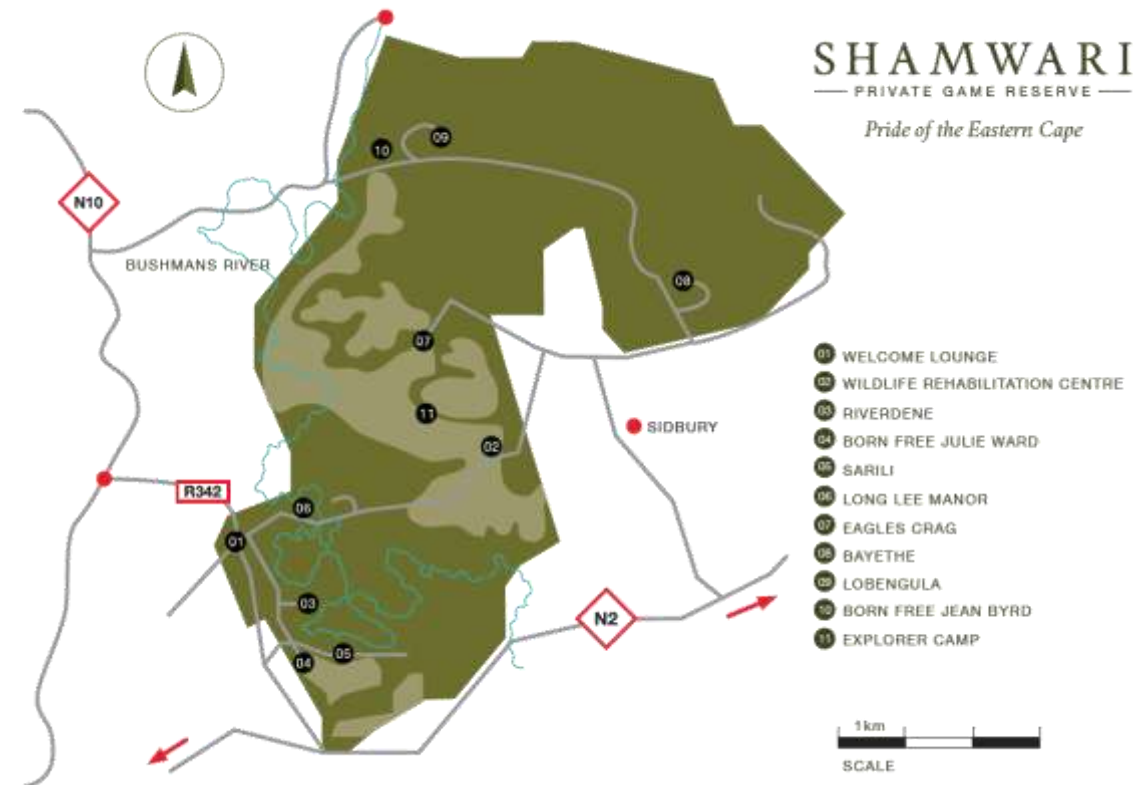 SHAMWARI
PRIVATE GAME RESERVE
Pride of the Eastern Cape
N10
BUSHMANS RIVER
10
09
08
07
11
02
SIDBURY
R342
06
01
03
04
05
N2
01 WELCOME LOUNGE
02 WILDLIFE REHABILITATION CENTRE
03 RIVERDENE
04 BORN FREE JULIE WARD
05 SARILI
06 LONG LEE MANOR
07 EAGLES CRAG
08 BAYETHE
09 LOBENGULA
10 BORN FREE JEAN BYRD
11 EXPLORER CAMP
1km
SCALE